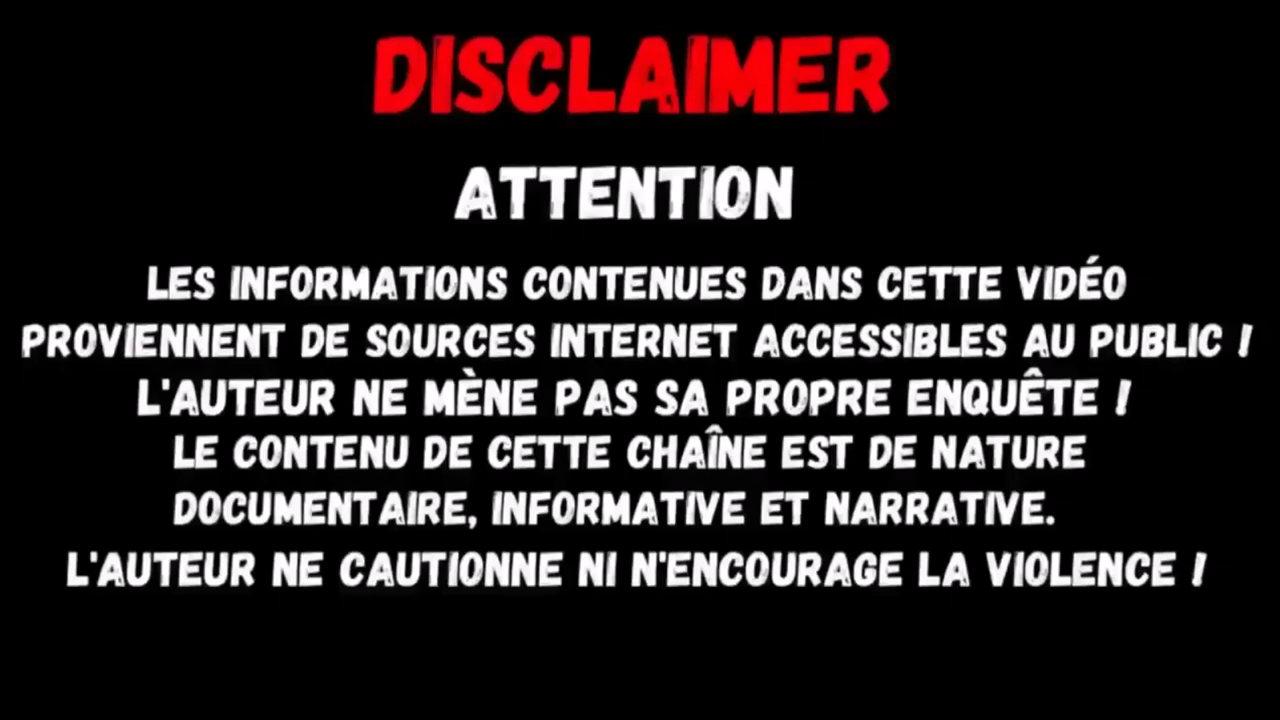 DISCLAIMER
ATTENTION
LES INFORMATIONS CONTENUES DANS CETTE VIDÉO
PROVIENNENT DE SOURCES INTERNET ACCESSIBLES AU PUBLIC !
L'AUTEUR NE MÈNE PAS SA PROPRE ENQUÊTE !
LE CONTENU DE CETTE CHAÎNE EST DE NATURE
DOCUMENTAIRE, INFORMATIVE ET NARRATIVE.
L'AUTEUR NE CAUTIONNE NI N'ENCOURAGE LA VIOLENCE !